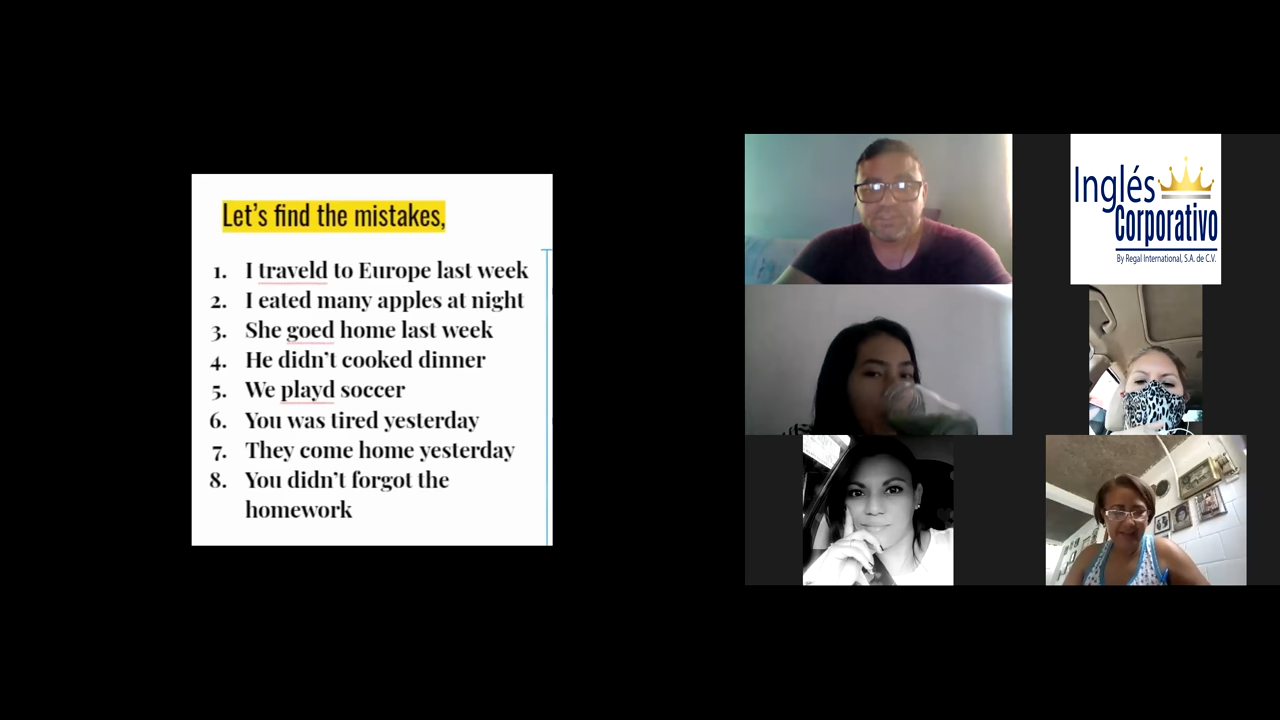 Let's find the mistakes,
1. I traveld to Europe last week
2. I eated many apples at night
3. She goed home last week
4. He didn't cooked dinner
5. We playd soccer
6. You was tired yesterday
7. They come home yesterday
8. You didn't forgot the
homework
Inglés
Corporativo
By Regal International, S.A. de C.V.